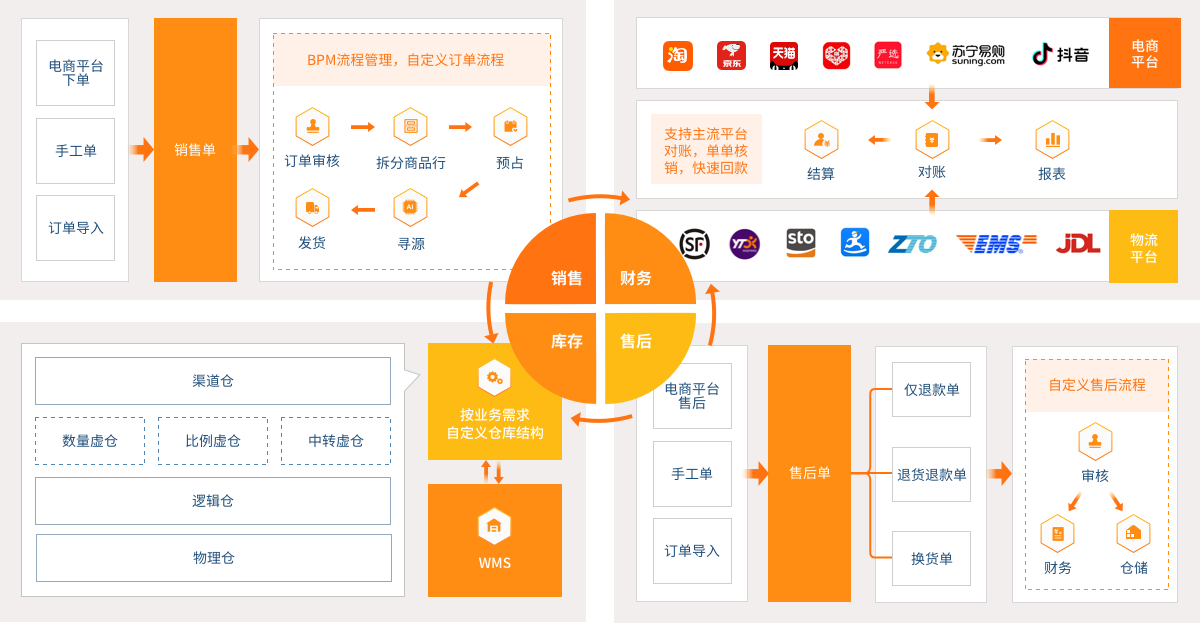 电商平台
下单
手工单
订单导入
销售单
BPM流程管理，自定义订单流程
订单审核
拆分商品行
预占
发货
寻源
AI
淘
京东
天猫
严选
苏宁易购
suning.com
抖音
电商
平台
支持主流平台
对账，单单核
销，快速回款
结算
对账
报表
SF
YTO
sto
ZTO
EMS
JDL
物流
平台
销售
财务
库存
售后
渠道仓
数量虚仓
比例虚仓
中转虚仓
逻辑仓
物理仓
按业务需求
自定义仓库结构
WMS
电商平台
售后
手工单
订单导入
售后单
仅退款单
退货退款单
换货单
自定义售后流程
审核
财务
仓储